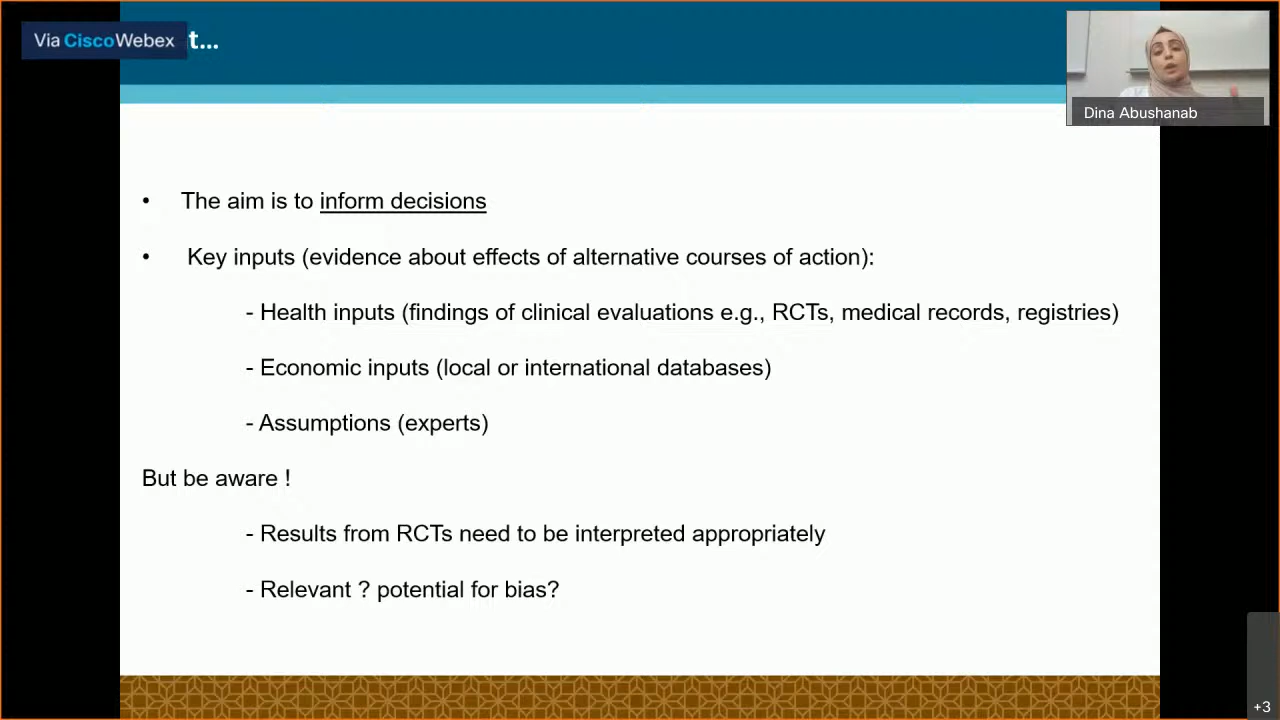 Via CiscoWebex
t...
Dina Abushanab
• The aim is to inform decisions
• Key inputs (evidence about effects of alternative courses of action):
- Health inputs (findings of clinical evaluations e.g., RCTs, medical records, registries)
- Economic inputs (local or international databases)
- Assumptions (experts)
But be aware !
- Results from RCTs need to be interpreted appropriately
- Relevant ? potential for bias?
+3